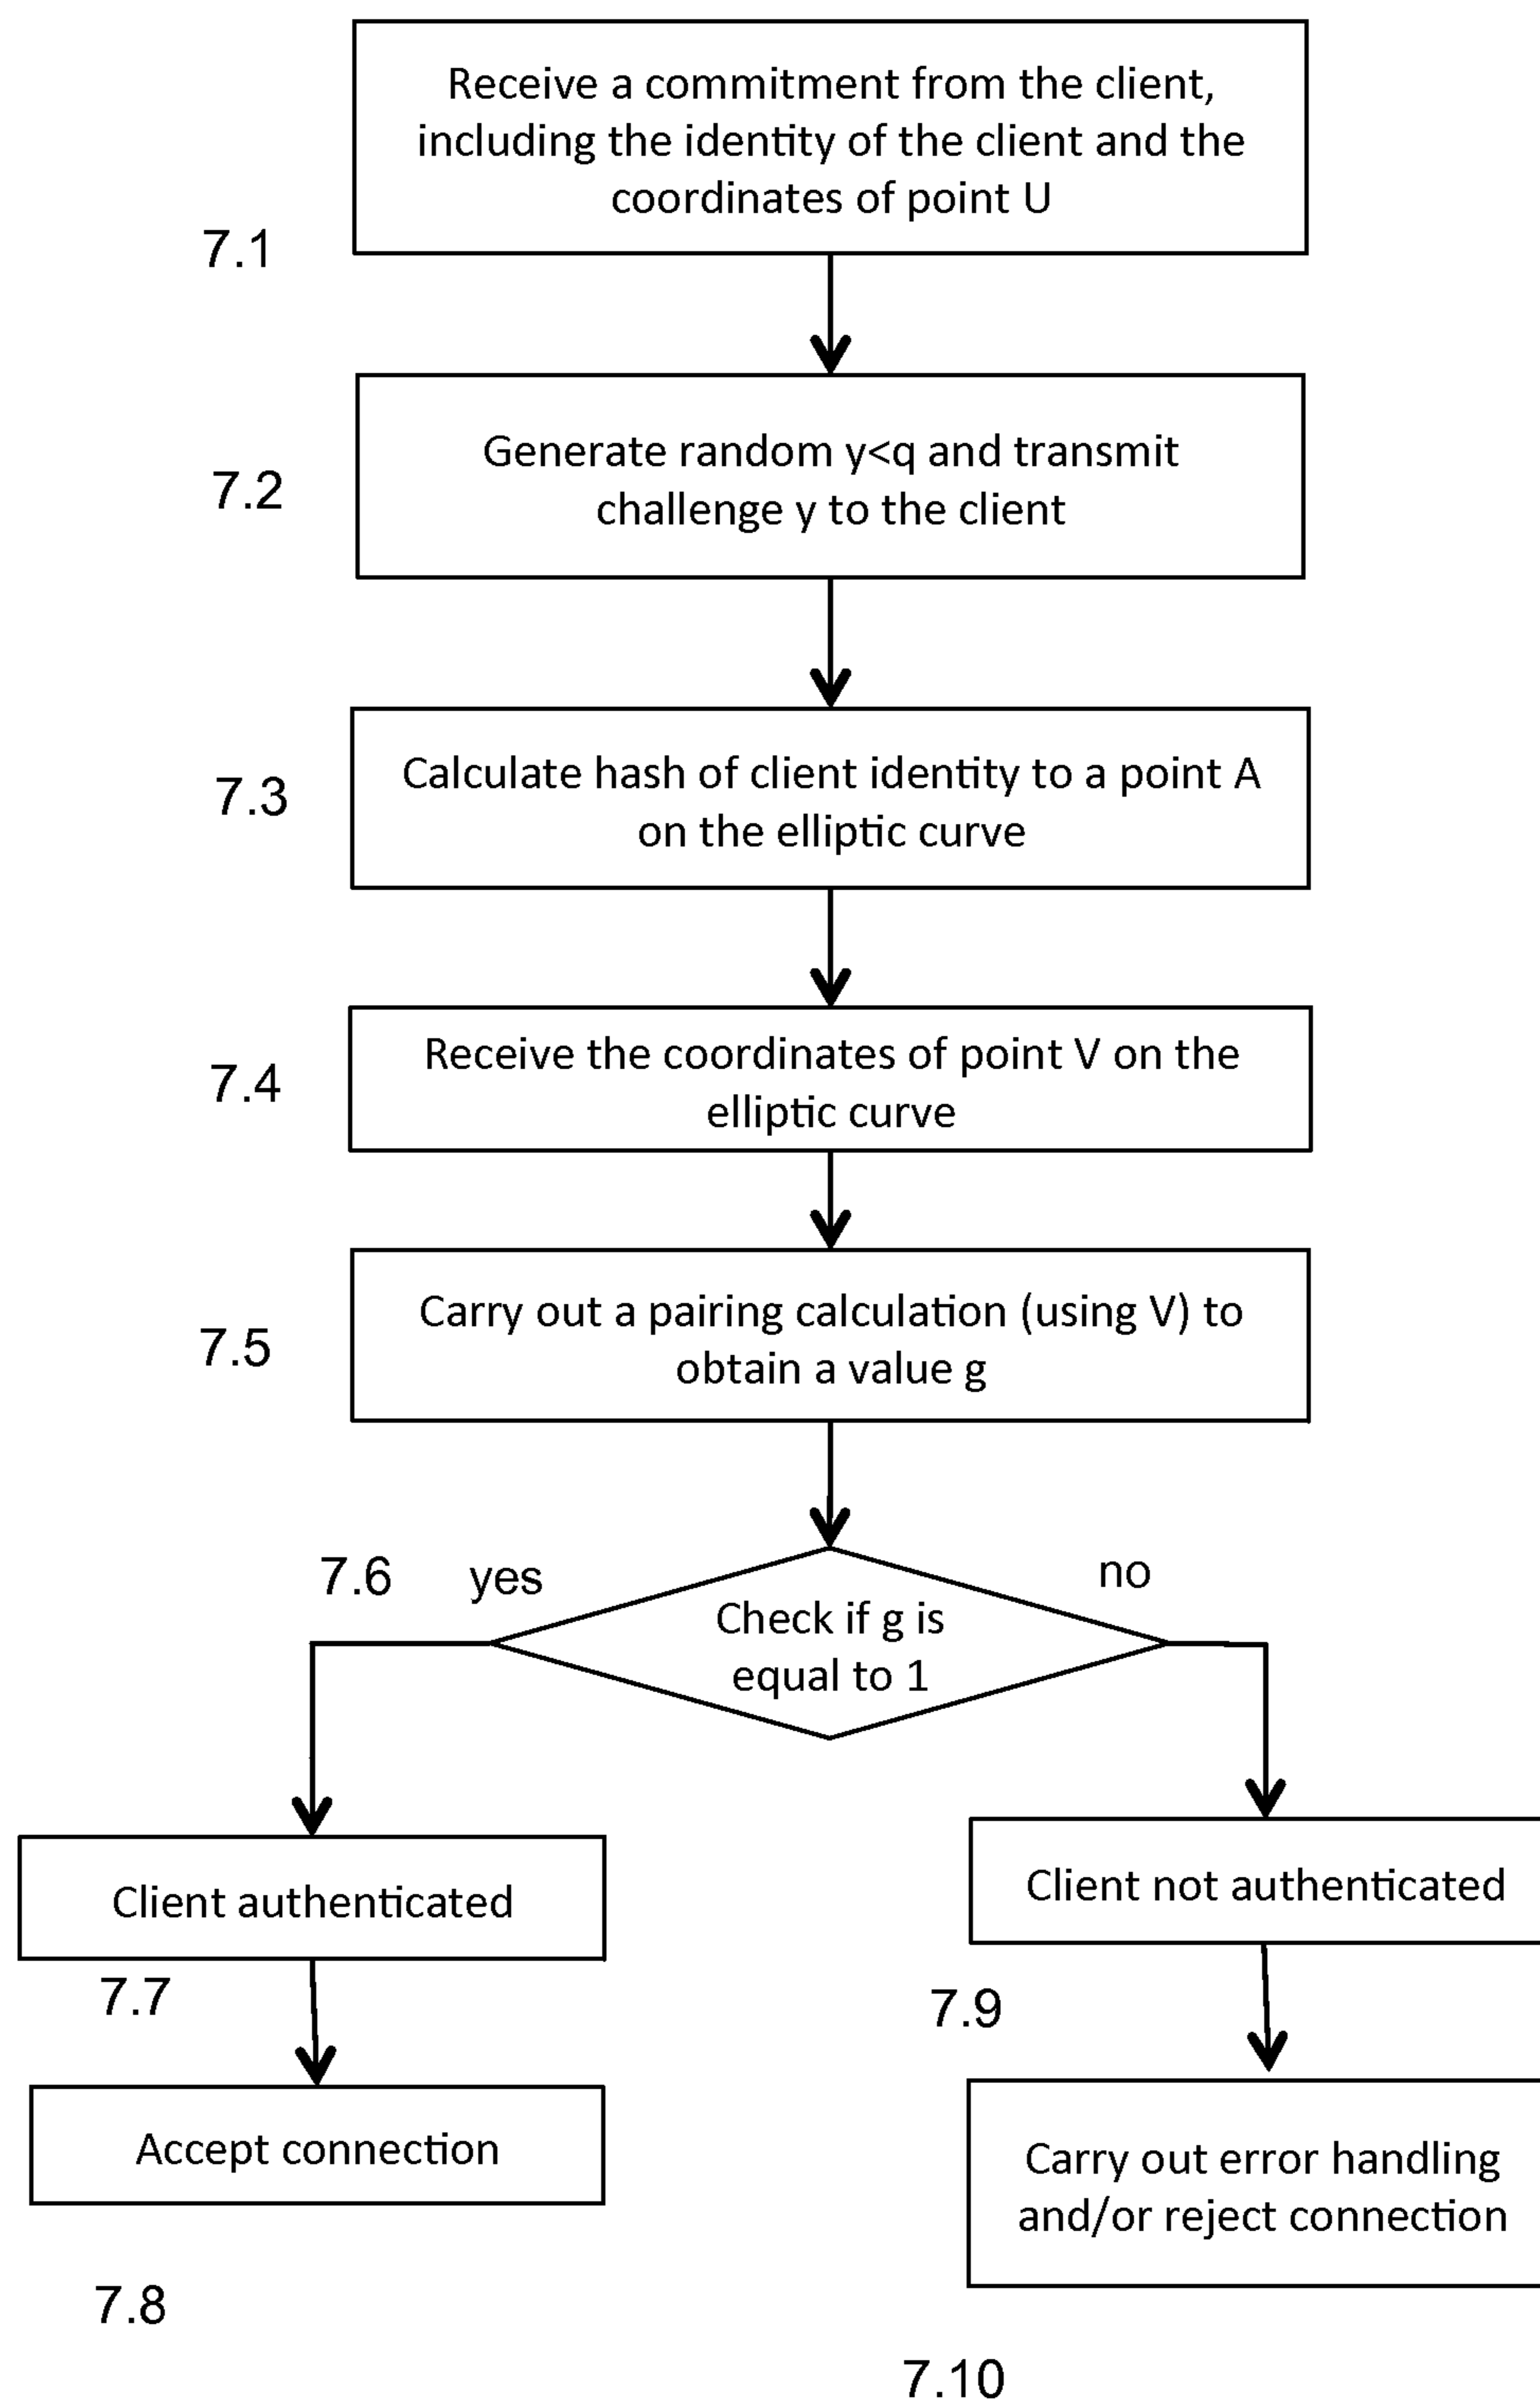 Receive a commitment from the client,
including the identity of the client and the
coordinates of point U
7.1
Generate random y<q and transmit
challenge y to the client
7.2
Calculate hash of client identity to a point A
on the elliptic curve
7.3
Receive the coordinates of point V on the
elliptic curve
7.4
Carry out a pairing calculation (using V) to
obtain a value g
7.5
7.6
yes
no
Check if g is
equal to 1
Client authenticated
7.7
Client not authenticated
7.9
Accept connection
7.8
Carry out error handling
and/or reject connection
7.10